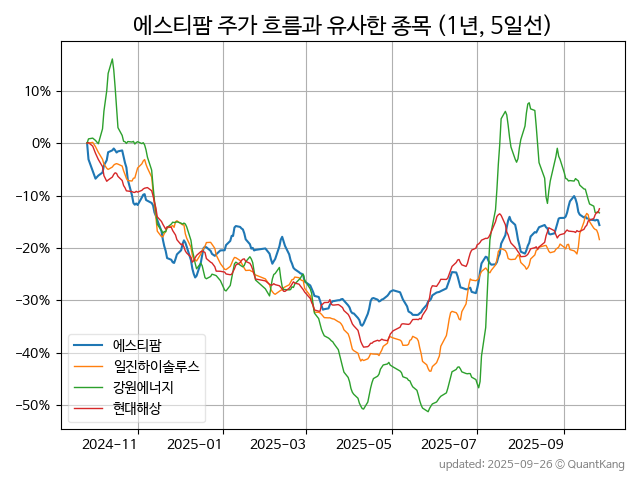 에스티팜 주가 흐름과 유사한 종목 (1년, 5일선)
10%
0%
−10%
−20%
−30%
−40%
−50%
에스티팜
일진하이솔루스
강원에너지
현대해상
2024-11
2025-01
2025-03
2025-05
2025-07
2025-09
updated: 2025-09-26 © QuantKang